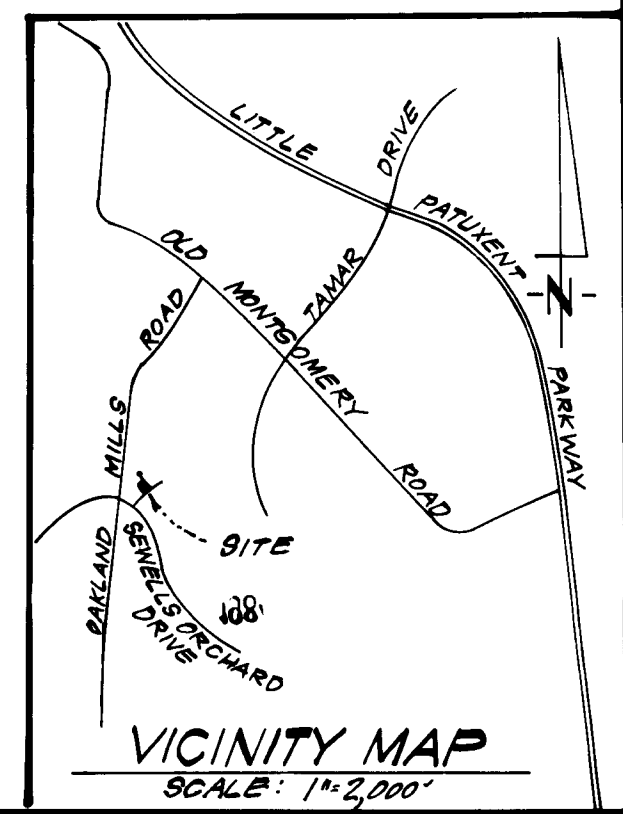 LITTLE
PATUXENT
PARKWAY
TAMAR
DRIVE
OLD
MONTGOMERY
ROAD
OAKLAND
MILLS
ROAD
SITE
SEWELLS ORCHARD
DRIVE
N
VICINITY MAP
SCALE: 1"=2,000'